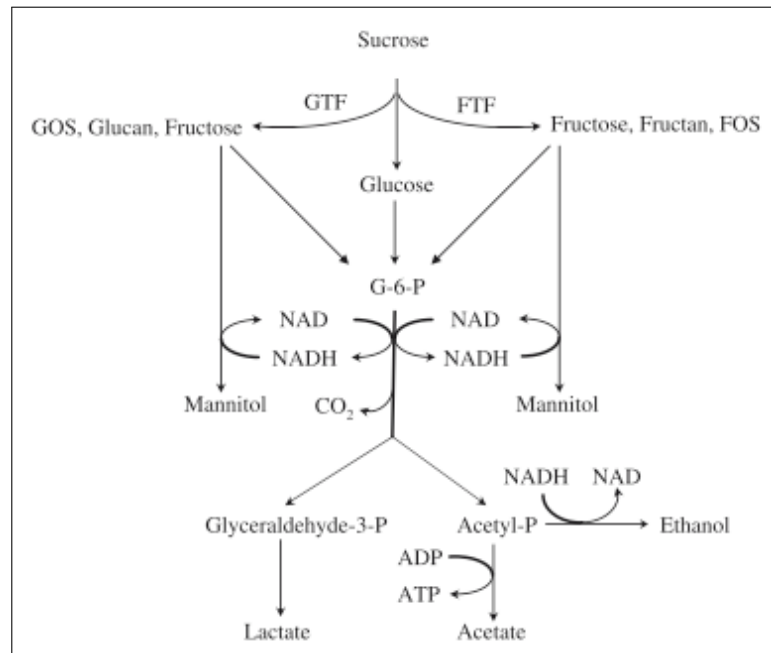 Sucrose
GTF FTF
GOS, Glucan, Fructose Fructose, Fructan, FOS
Glucose
G-6-P
NAD NAD
NADH NADH
Mannitol CO₂ Mannitol
NADH NAD
Glyceraldehyde-3-P Acetyl-P Ethanol
ADP
ATP
Lactate Acetate